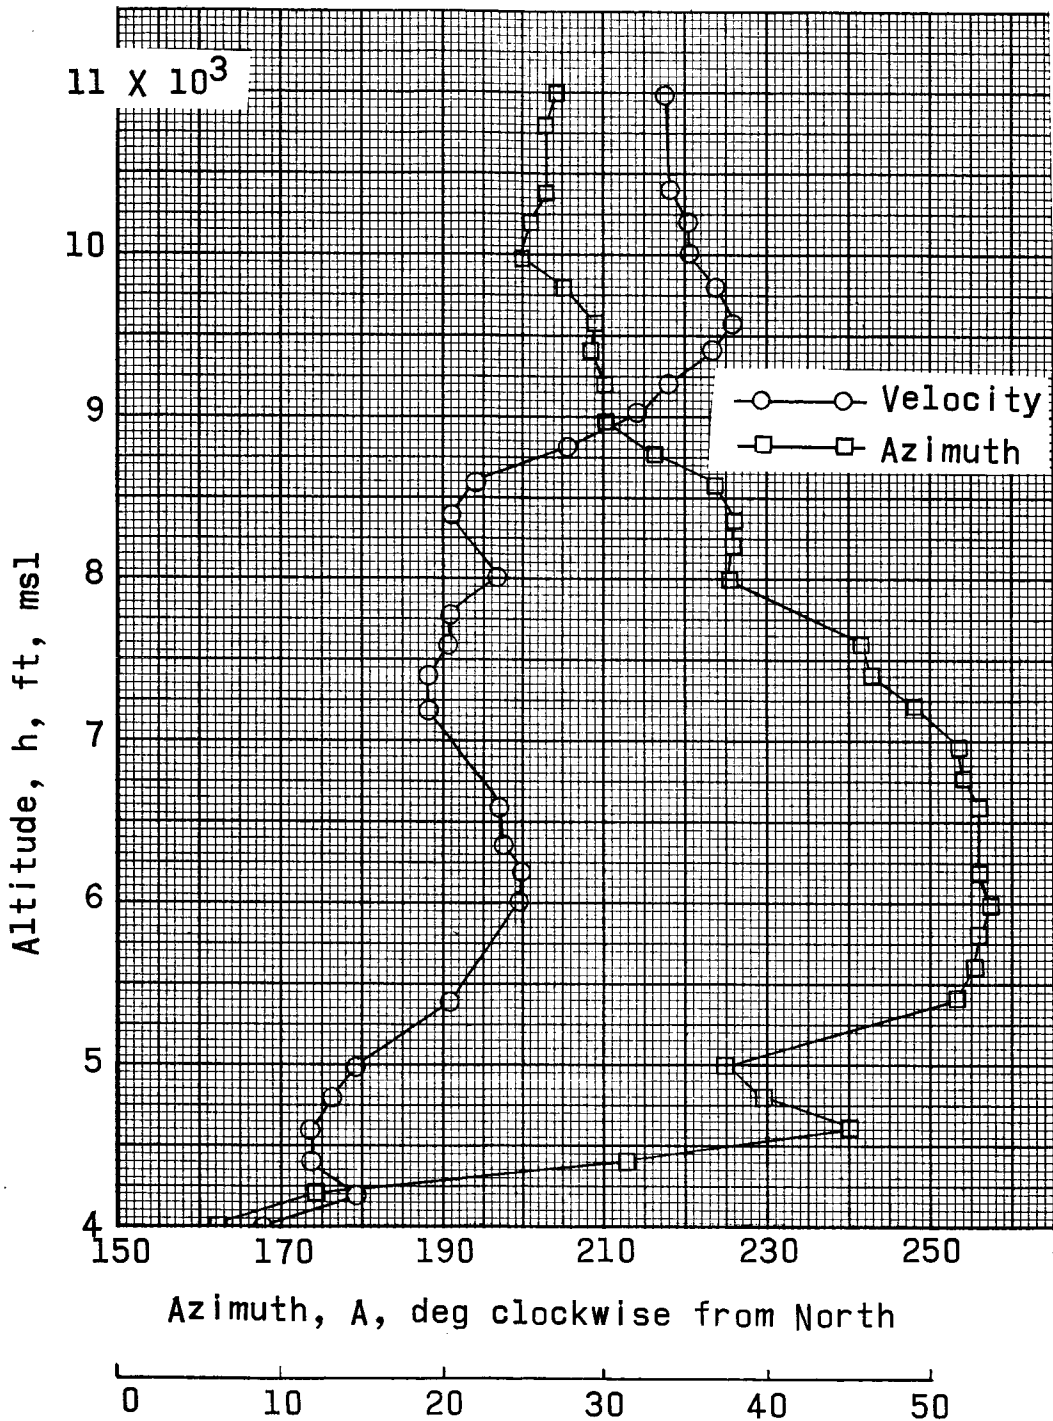 11 X 10³
10
9
8
7
6
5
4
Altitude, h, ft, msl
Velocity
Azimuth
150 170 190 210 230 250
Azimuth, A, deg clockwise from North
0 10 20 30 40 50